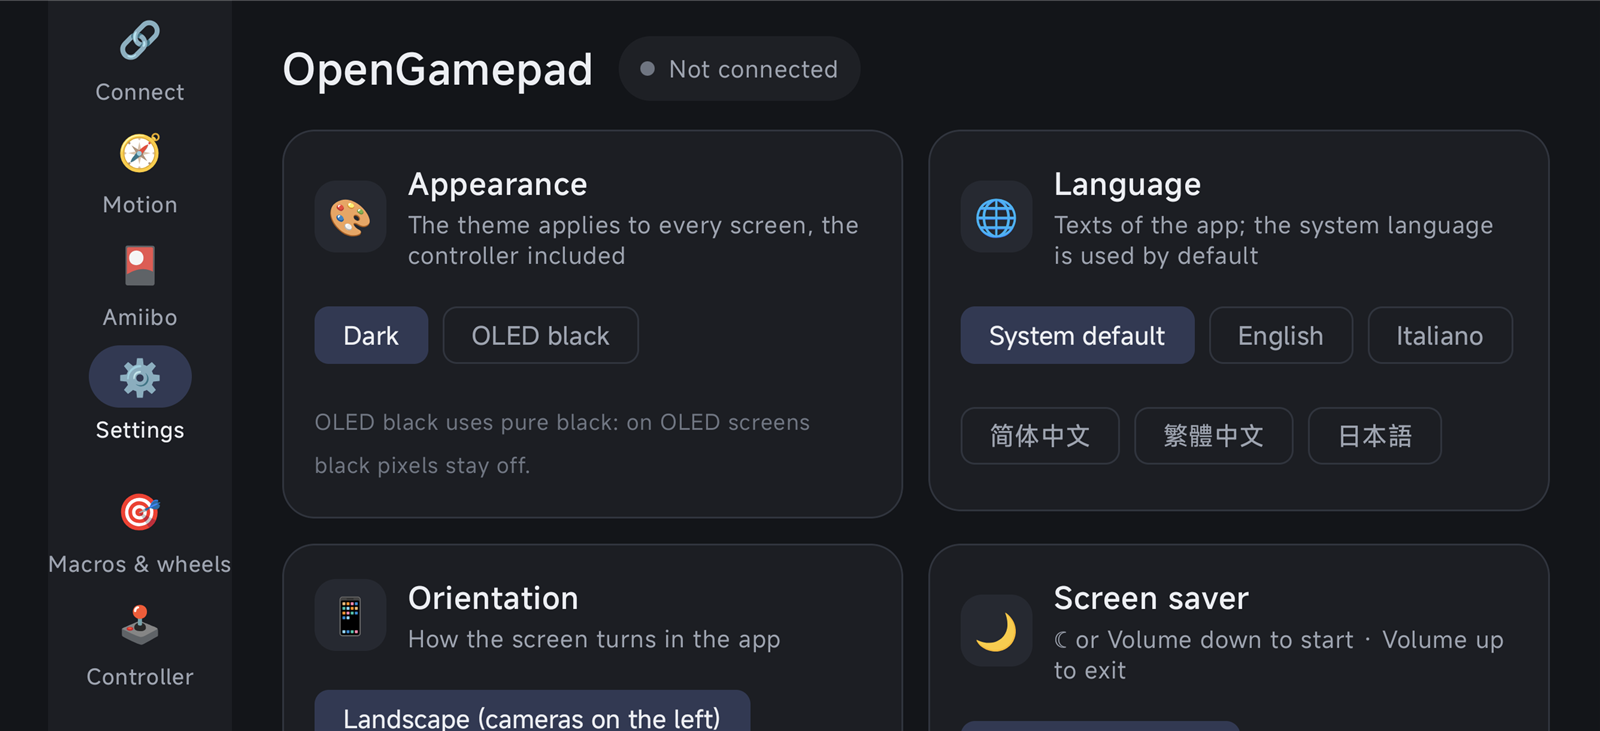 Connect
Motion
Amiibo
Settings
Macros & wheels
Controller
OpenGamepad
Not connected
Appearance
The theme applies to every screen, the
controller included
Dark
OLED black
OLED black uses pure black: on OLED screens
black pixels stay off.
Language
Texts of the app; the system language
is used by default
System default
English
Italiano
简体中文
繁體中文
日本語
Orientation
How the screen turns in the app
Landscape (cameras on the left)
Screen saver
☾ or Volume down to start · Volume up
to exit